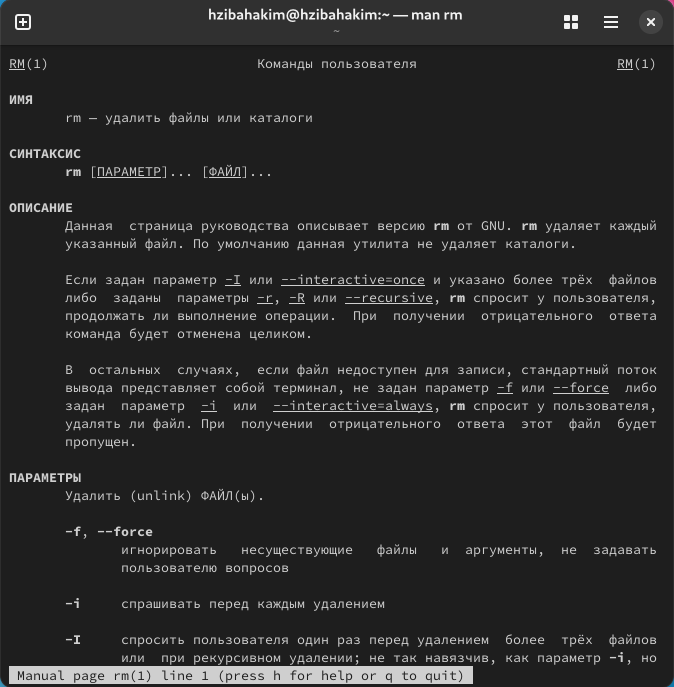 hzibahakim@hzibahakim:~ — man rm
~
RM(1) Команды пользователя RM(1)
ИМЯ
rm – удалить файлы или каталоги
СИНТАКСИС
rm [ПАРАМЕТР]... [ФАЙЛ]...
ОПИСАНИЕ
Данная страница руководства описывает версию rm от GNU. rm удаляет каждый
указанный файл. По умолчанию данная утилита не удаляет каталоги.
Если задан параметр -I или --interactive=once и указано более трёх файлов
либо заданы параметры -r, -R или --recursive, rm спросит у пользователя,
продолжать ли выполнение операции. При получении отрицательного ответа
команда будет отменена целиком.
В остальных случаях, если файл недоступен для записи, стандартный поток
вывода представляет собой терминал, не задан параметр -f или --force либо
задан параметр -i или --interactive=always, rm спросит у пользователя,
удалять ли файл. При получении отрицательного ответа этот файл будет
пропущен.
ПАРАМЕТРЫ
Удалить (unlink) ФАЙЛ(ы).
-f, --force
игнорировать несуществующие файлы и аргументы, не задавать
пользователю вопросов
-i спрашивать перед каждым удалением
-I спросить пользователя один раз перед удалением более трёх файлов
или при рекурсивном удалении; не так навязчив, как параметр -i, но
Manual page rm(1) line 1 (press h for help or q to quit)